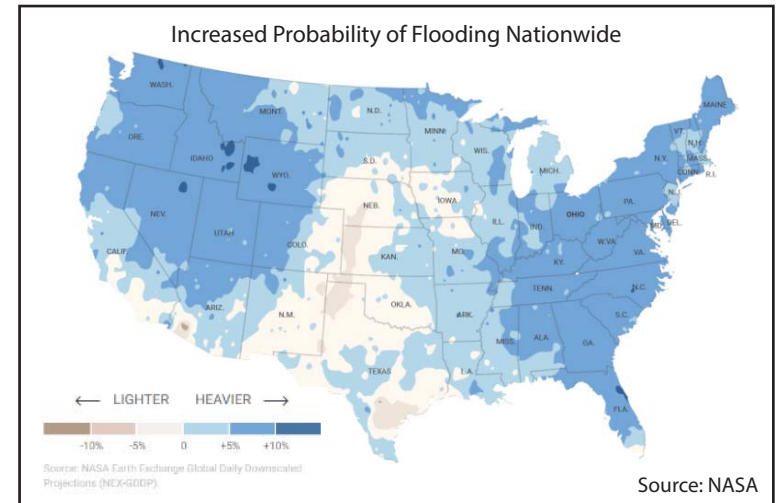 Increased Probability of Flooding Nationwide
WASH.
MONT.
N.D.
MINN.
MAINE
ORE.
IDAHO
WYO.
S.D.
WIS.
MICH.
VT.
N.H.
N.Y.
MASS.
CONN.
R.I.
NEV.
UTAH
COLO.
NEB.
IOWA
ILL.
IND.
OHIO
PA.
N.J.
MD.
DEL.
CALIF.
KAN.
MO.
KY.
W.VA.
VA.
ARIZ.
N.M.
OKLA.
ARK.
TENN.
N.C.
S.C.
TEXAS
LA.
MISS.
ALA.
GA.
FLA.
← LIGHTER HEAVIER →
-10% -5% 0 +5% +10%
Source: NASA Earth Exchange Global Daily Downscaled
Projections (NEX-GDDP).
Source: NASA